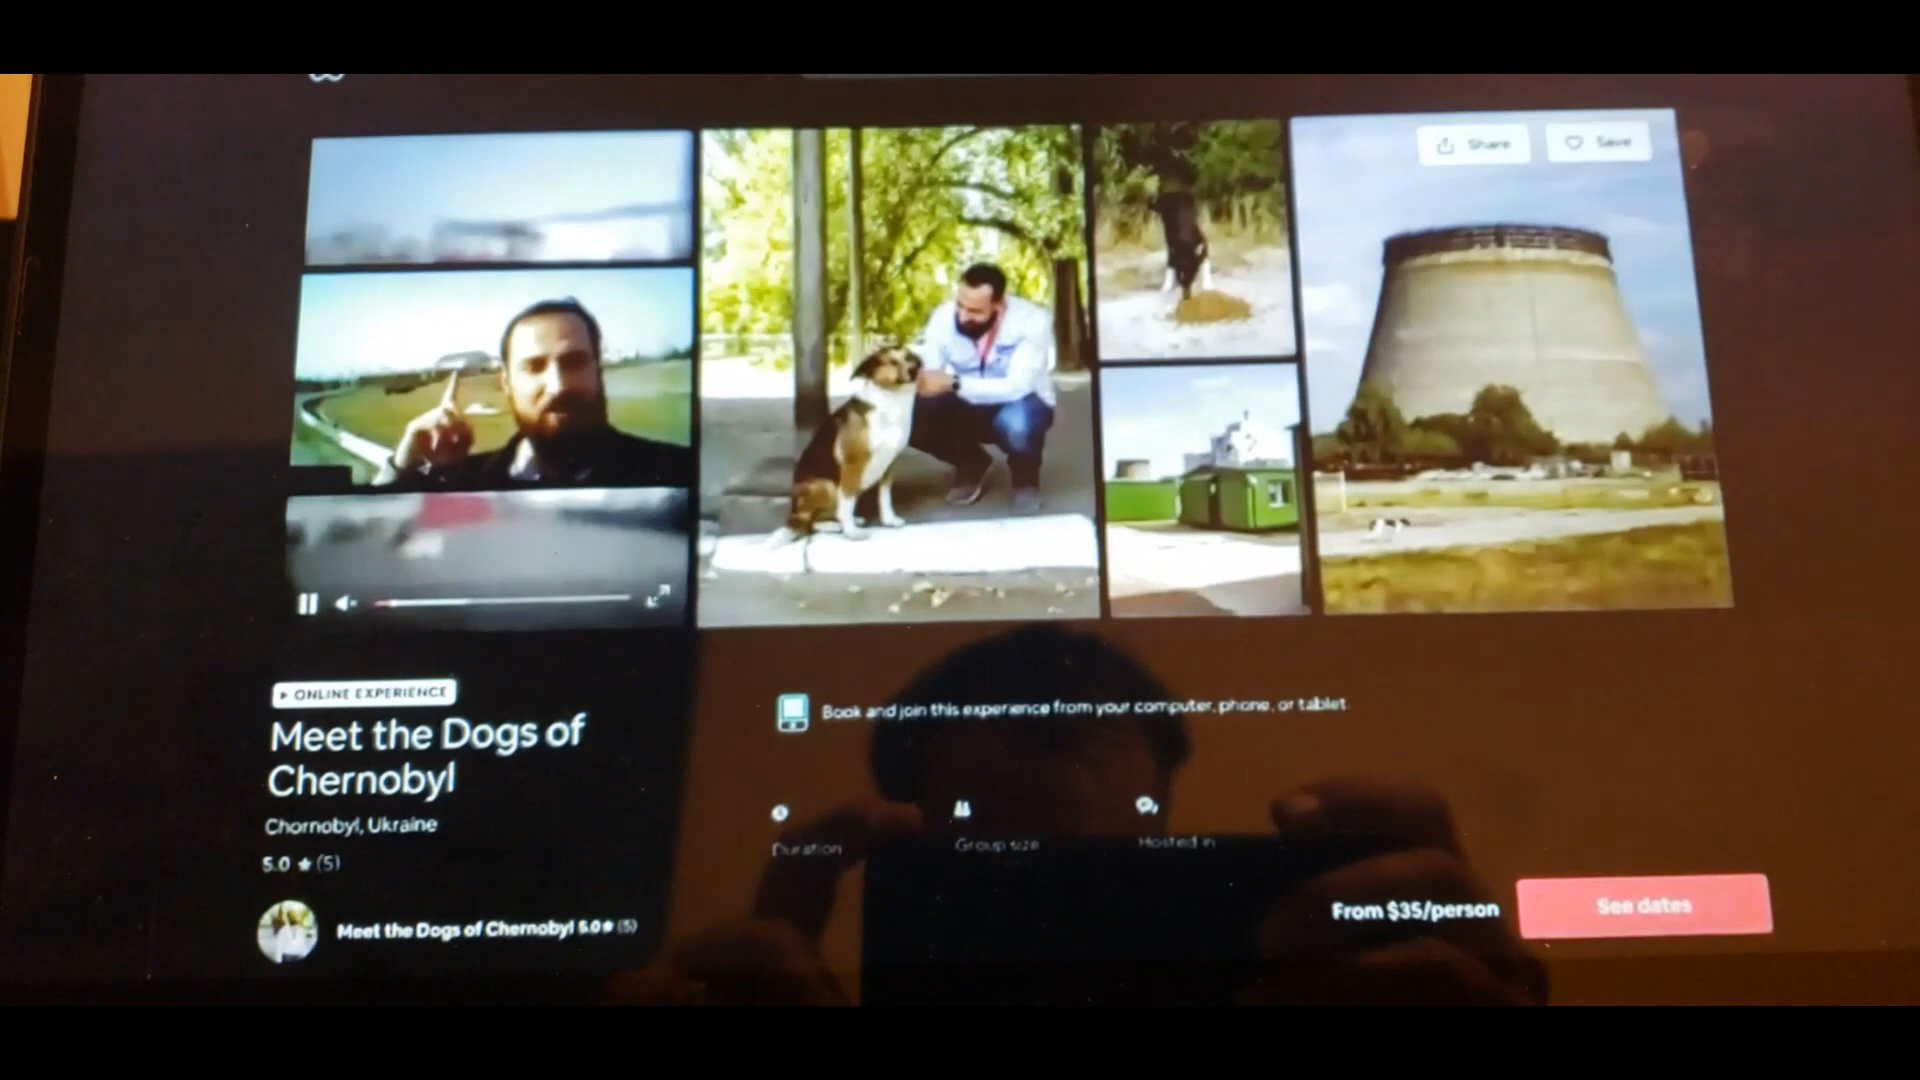 Share
Save
ONLINE EXPERIENCE
Meet the Dogs of
Chernobyl
Chornobyl, Ukraine
5.0 ★ (5)
Meet the Dogs of Chernobyl 5.0★ (5)
Book and join this experience from your computer, phone, or tablet
Duration
Group size
Hosted in
From $35/person
See dates